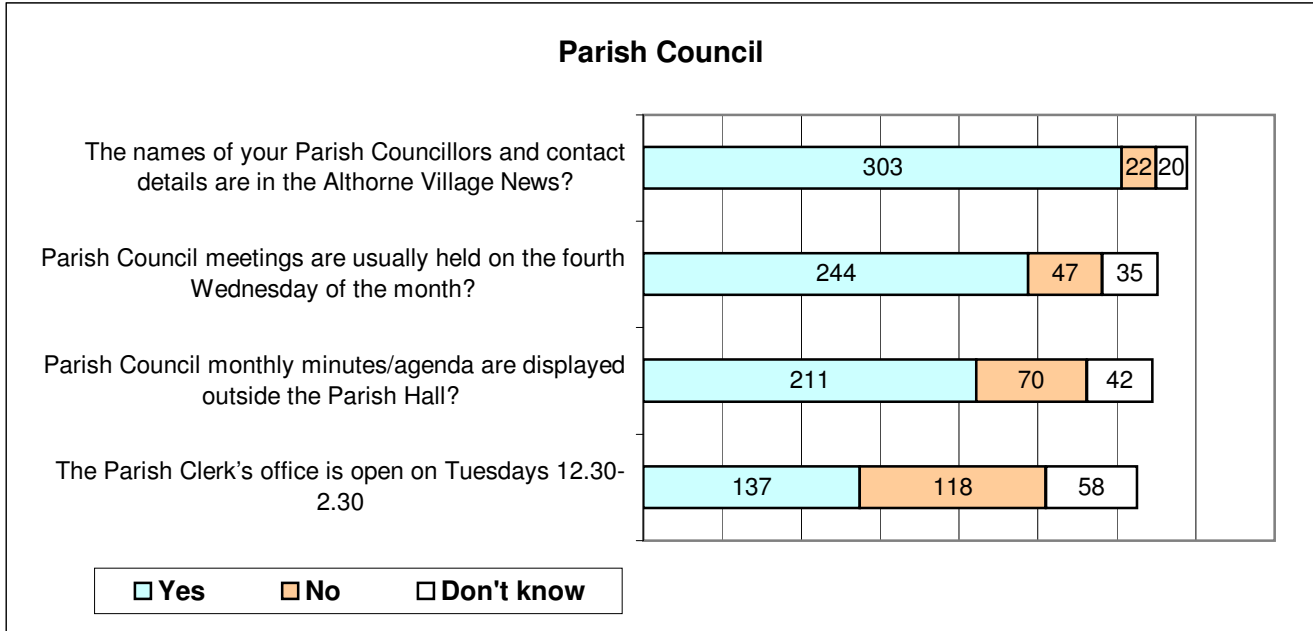 Parish Council
The names of your Parish Councillors and contact
details are in the Althorne Village News?
303 22 20
Parish Council meetings are usually held on the fourth
Wednesday of the month?
244 47 35
Parish Council monthly minutes/agenda are displayed
outside the Parish Hall?
211 70 42
The Parish Clerk’s office is open on Tuesdays 12.30-
2.30
137 118 58
Yes No Don't know